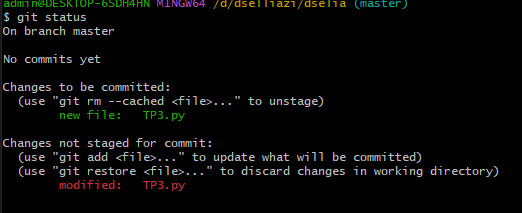 admin@DESKTOP-6SDH4HN MINGW64 /d/dselliazi/dselia (master)
$ git status
On branch master
No commits yet
Changes to be committed:
(use "git rm --cached <file>..." to unstage)
new file: TP3.py
Changes not staged for commit:
(use "git add <file>..." to update what will be committed)
(use "git restore <file>..." to discard changes in working directory)
modified: TP3.py